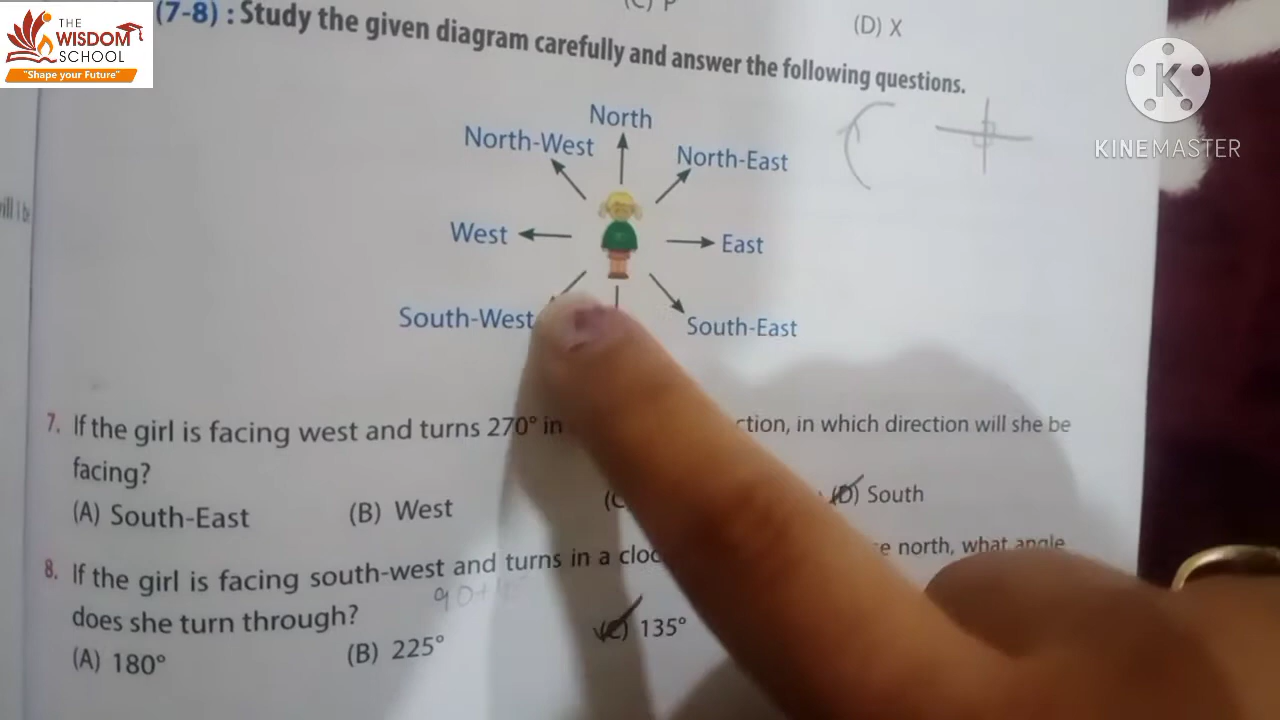 THE
WISDOM
SCHOOL
"Shape your Future"
(C) P
(D) X
(7-8) : Study the given diagram carefully and answer the following questions.
KINEMASTER
North
North-West
North-East
West
East
South-West
South-East
7. If the girl is facing west and turns 270° in ction, in which direction will she be
facing?
(A) South-East (B) West (C (D) South
8. If the girl is facing south-west and turns in a cloc e north, what angle
does she turn through?
(A) 180° (B) 225° (C) 135°